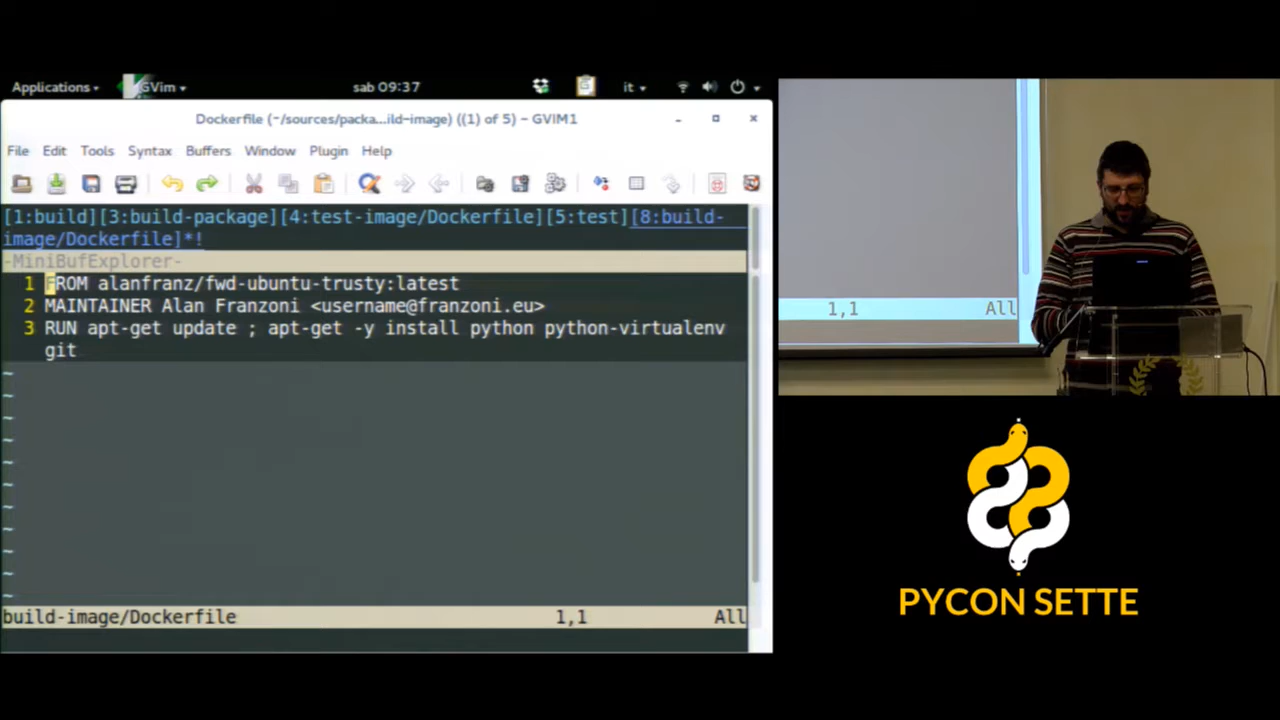 Applications
GVim
sab 09:37
it
Dockerfile (~/sources/packa...ild-image) ((1) of 5) - GVIM1
File Edit Tools Syntax Buffers Window Plugin Help
[1:build][3:build-package][4:test-image/Dockerfile][5:test][8:build-
image/Dockerfile]*!
-MiniBufExplorer-
1 FROM alanfranz/fwd-ubuntu-trusty:latest
2 MAINTAINER Alan Franzoni <username@franzoni.eu>
3 RUN apt-get update ; apt-get -y install python python-virtualenv
git
~
~
~
~
~
~
~
~
~
~
~
build-image/Dockerfile 1,1 All
1,1 All
PYCON SETTE